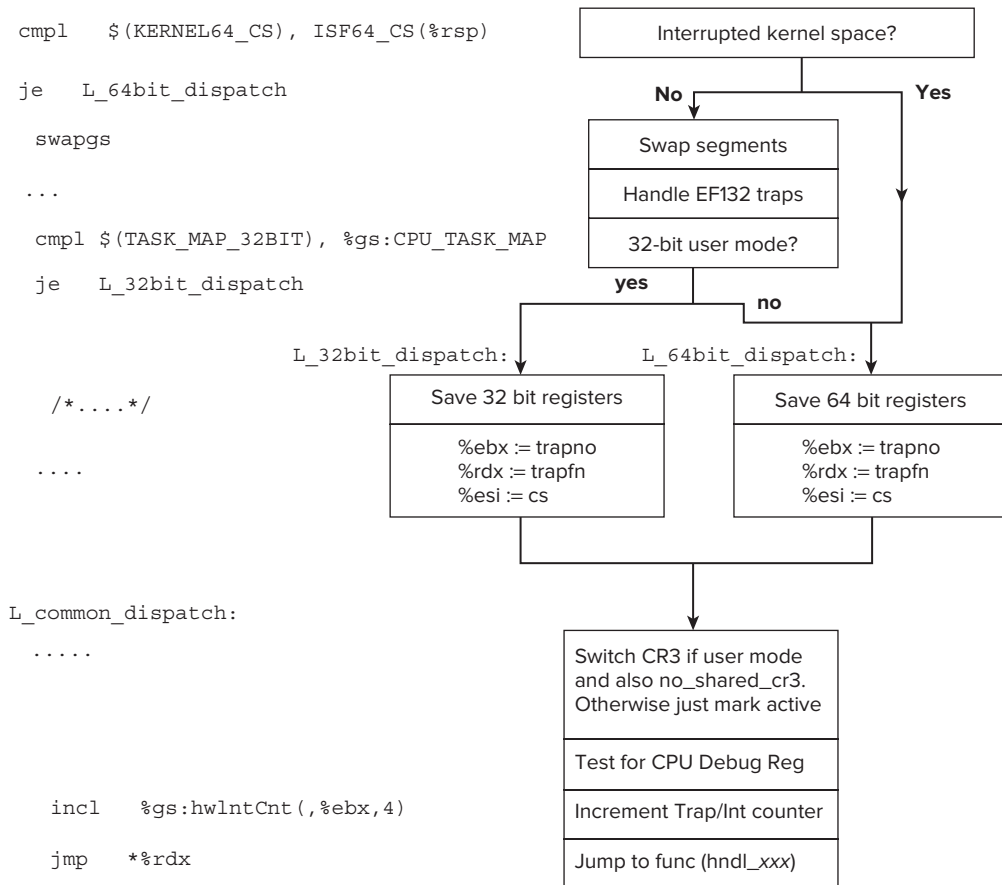 cmpl $(KERNEL64_CS), ISF64_CS(%rsp)
Interrupted kernel space?
je L_64bit_dispatch
No
Yes
swapgs
Swap segments
...
Handle EF132 traps
cmpl $(TASK_MAP_32BIT), %gs:CPU_TASK_MAP
32-bit user mode?
je L_32bit_dispatch
yes
no
L_32bit_dispatch:
L_64bit_dispatch:
/*....*/
Save 32 bit registers
Save 64 bit registers
....
%ebx := trapno
%rdx := trapfn
%esi := cs
%ebx := trapno
%rdx := trapfn
%esi := cs
L_common_dispatch:
.....
Switch CR3 if user mode
and also no_shared_cr3.
Otherwise just mark active
Test for CPU Debug Reg
incl %gs:hwlntCnt(,%ebx,4)
Increment Trap/Int counter
jmp *%rdx
Jump to func (hndl_xxx)